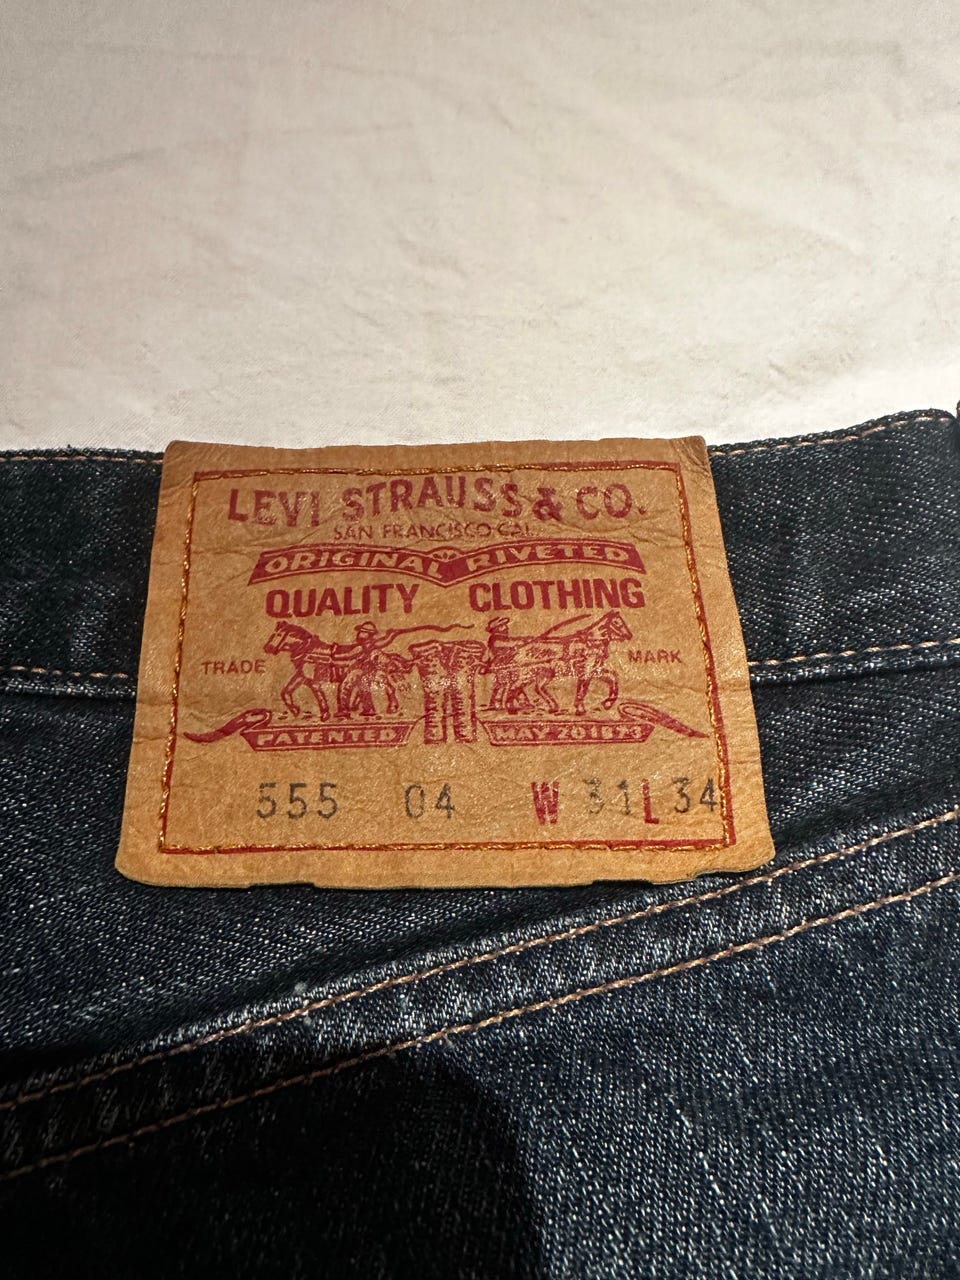 LEVI STRAUSS & CO.
SAN FRANCISCO CAL.
ORIGINAL RIVETED
QUALITY CLOTHING
TRADE MARK
PATENTED MAY 20 1873
555 04 W 31 L 34